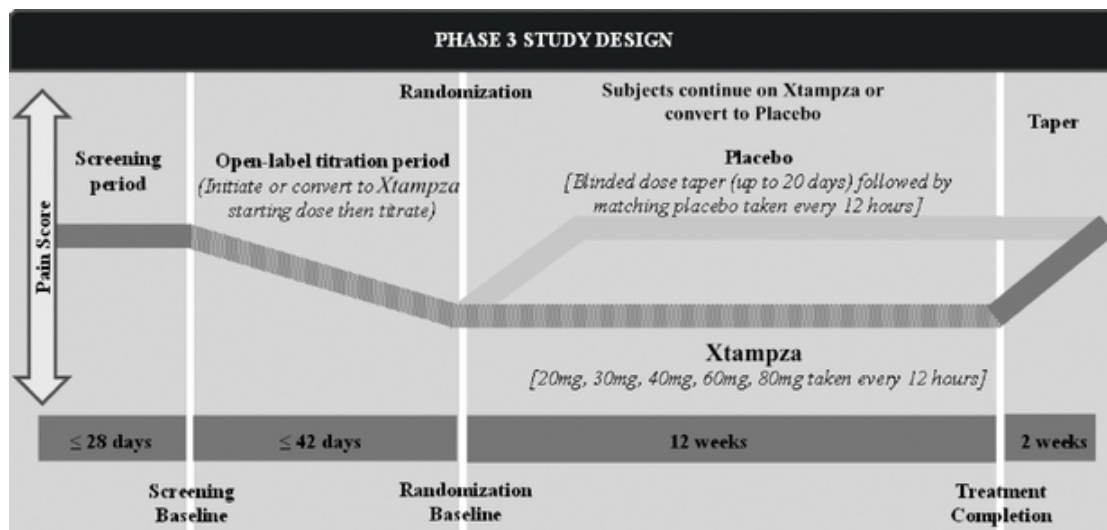 PHASE 3 STUDY DESIGN
Randomization
Subjects continue on Xtampza or
convert to Placebo
Taper
Screening
period
Open-label titration period
(Initiate or convert to Xtampza
starting dose then titrate)
Placebo
[Blinded dose taper (up to 20 days) followed by
matching placebo taken every 12 hours]
Pain Score
Xtampza
[20mg, 30mg, 40mg, 60mg, 80mg taken every 12 hours]
≤ 28 days
≤ 42 days
12 weeks
2 weeks
Screening
Baseline
Randomization
Baseline
Treatment
Completion